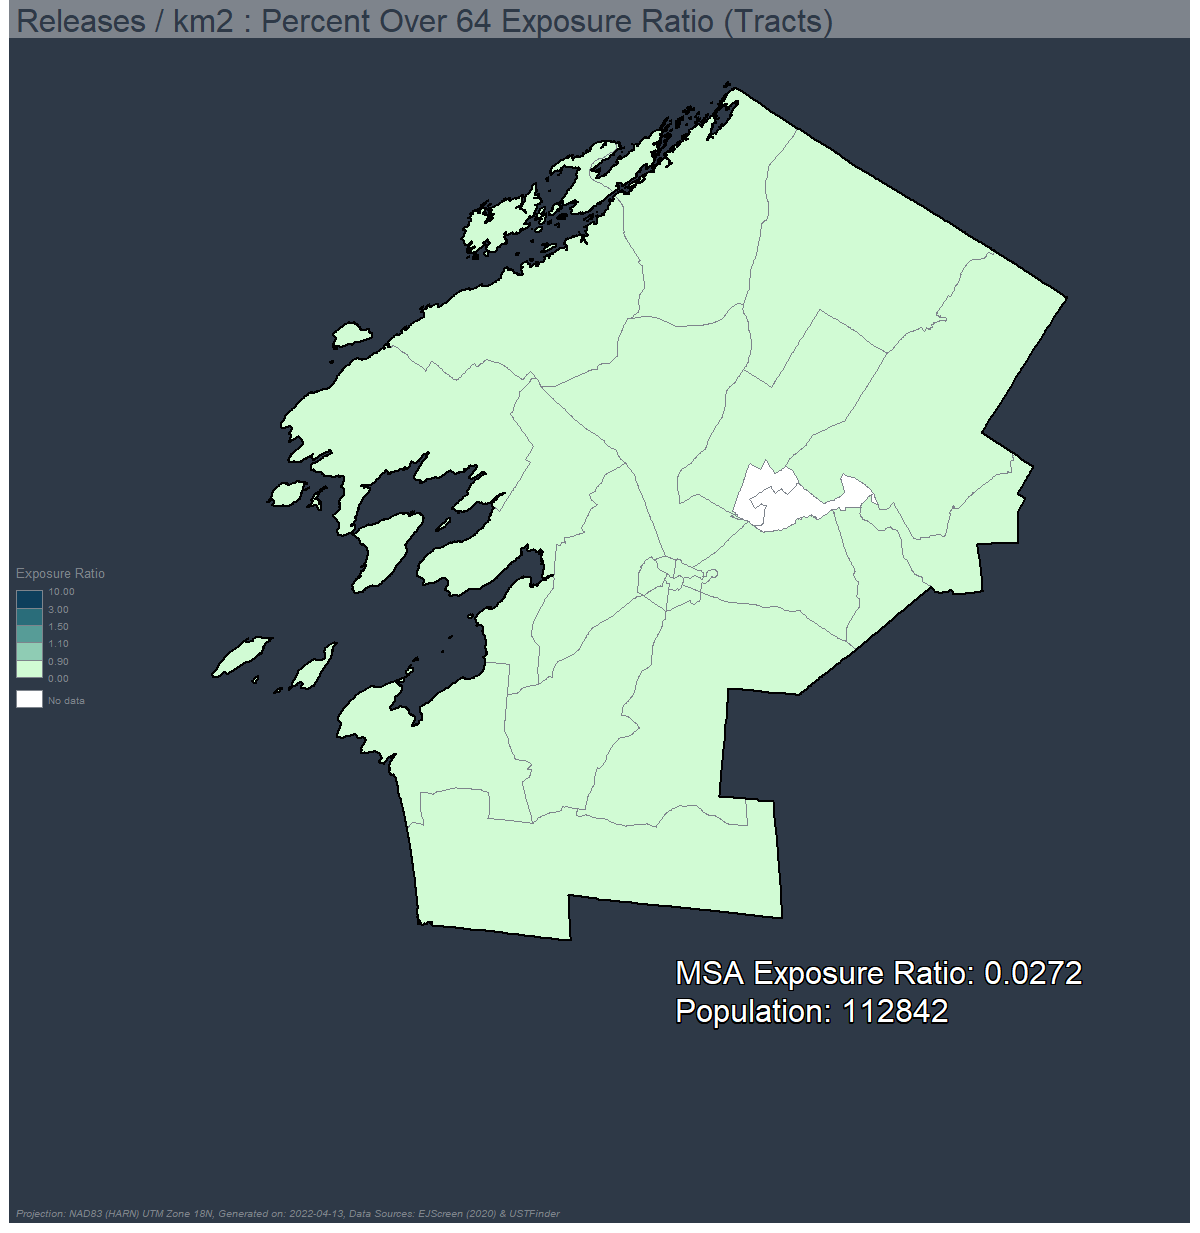 Releases / km2 : Percent Over 64 Exposure Ratio (Tracts)
Exposure Ratio
10.00
3.00
1.50
1.10
0.90
0.00
No data
MSA Exposure Ratio: 0.0272
Population: 112842
Projection: NAD83 (HARN) UTM Zone 18N, Generated on: 2022-04-13, Data Sources: EJScreen (2020) & USTFinder